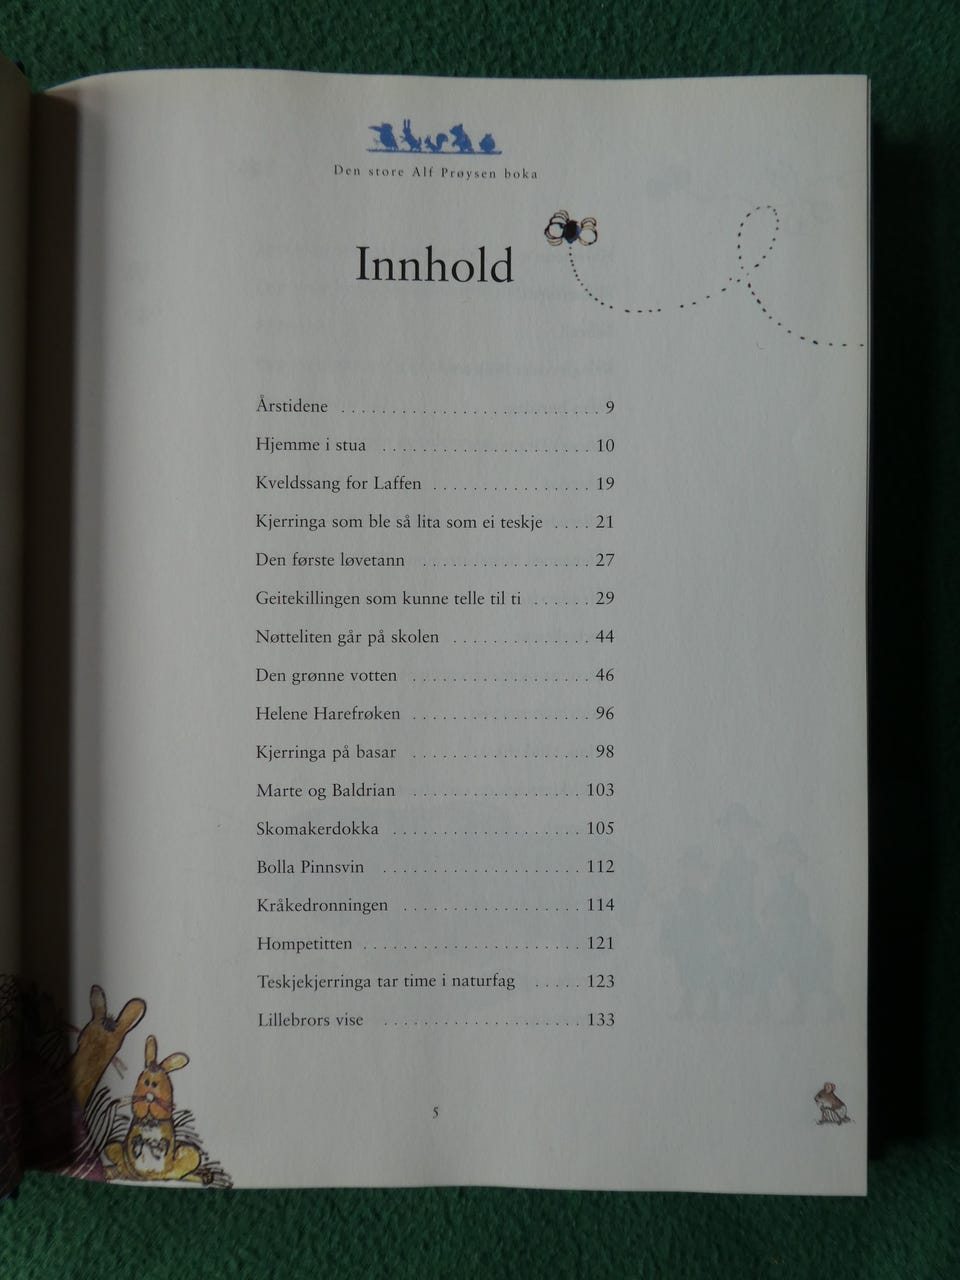 Den store Alf Prøysen boka
Innhold
Årstidene . . . . . . . . . . . . . . . . . . . . . . . . . . 9
Hjemme i stua . . . . . . . . . . . . . . . . . . . . . 10
Kveldssang for Laffen . . . . . . . . . . . . . . . . 19
Kjerringa som ble så lita som ei teskje . . . . 21
Den første løvetann . . . . . . . . . . . . . . . . . 27
Geitekillingen som kunne telle til ti . . . . . . 29
Nøtteliten går på skolen . . . . . . . . . . . . . . 44
Den grønne votten . . . . . . . . . . . . . . . . . . 46
Helene Harefrøken . . . . . . . . . . . . . . . . . . 96
Kjerringa på basar . . . . . . . . . . . . . . . . . . 98
Marte og Baldrian . . . . . . . . . . . . . . . . . 103
Skomakerdokka . . . . . . . . . . . . . . . . . . . 105
Bolla Pinnsvin . . . . . . . . . . . . . . . . . . . . 112
Kråkedronningen . . . . . . . . . . . . . . . . . . 114
Hompetitten . . . . . . . . . . . . . . . . . . . . . . 121
Teskjekjerringa tar time i naturfag . . . . . 123
Lillebrors vise . . . . . . . . . . . . . . . . . . . . 133
5